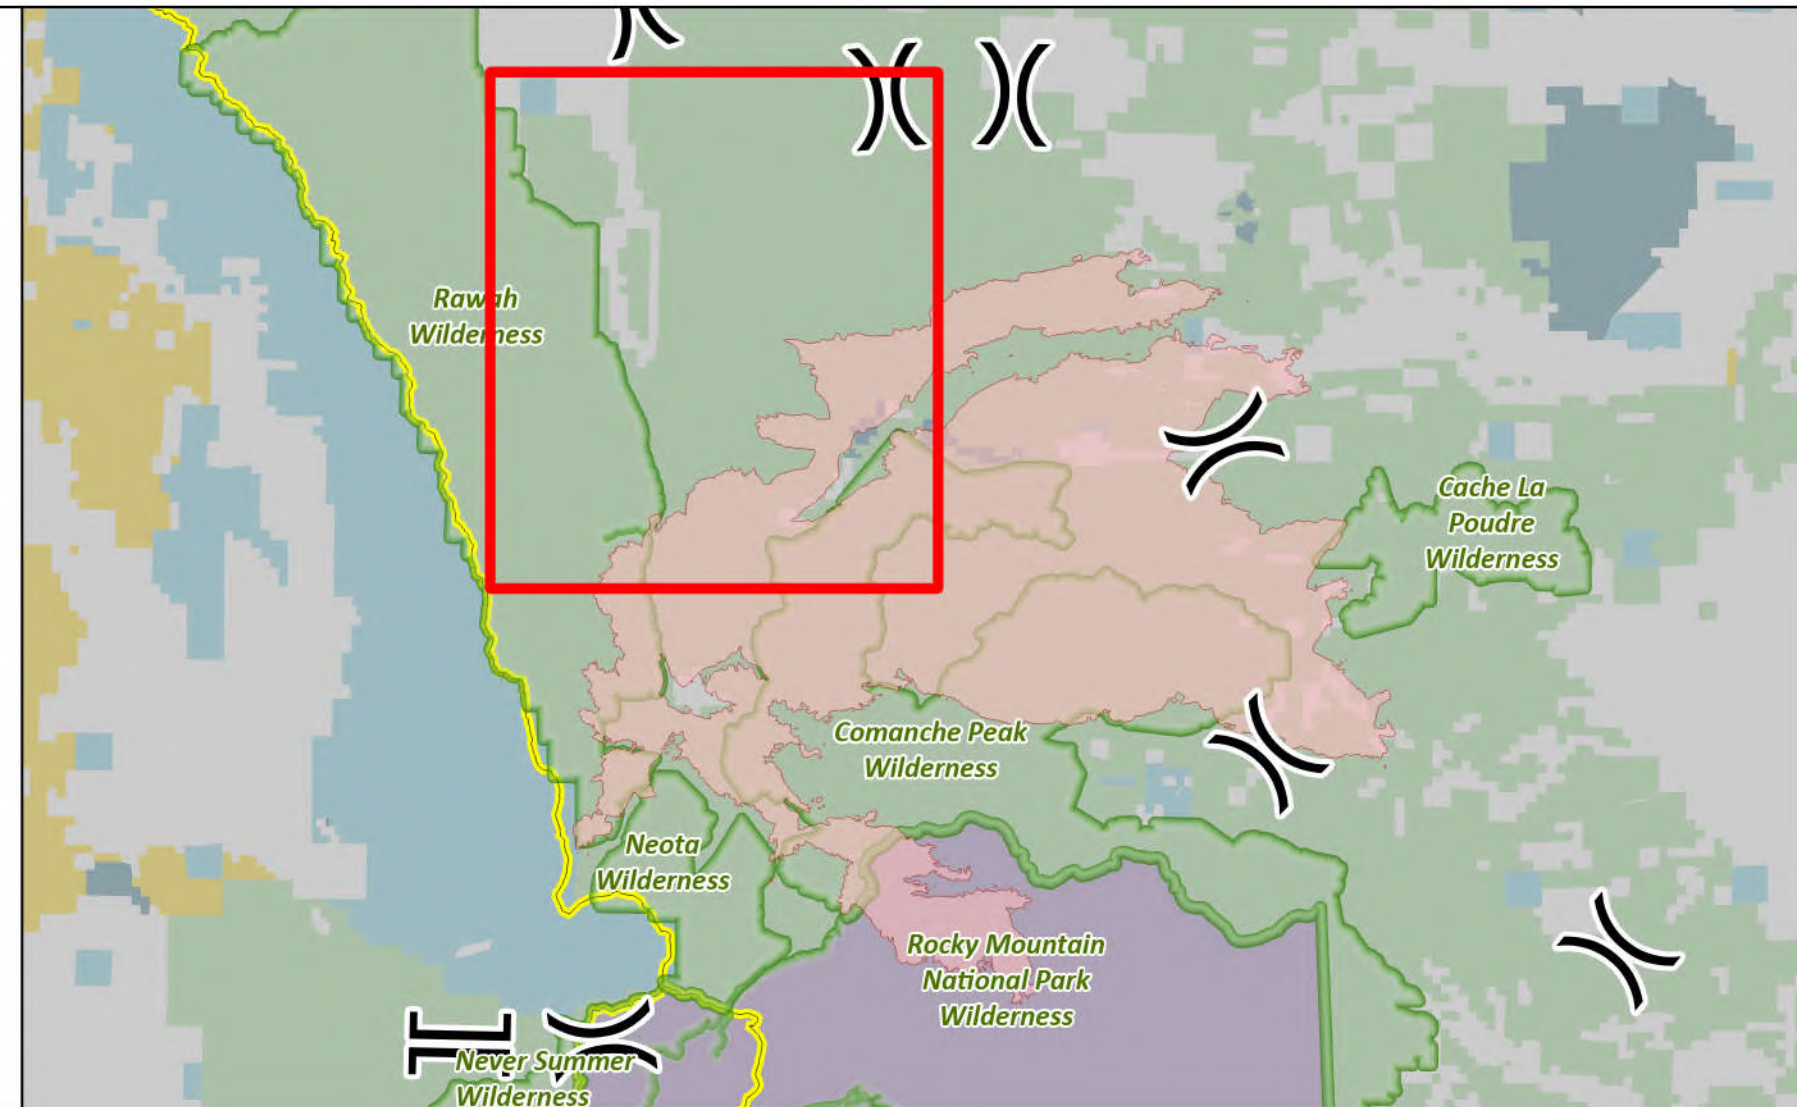 Rawah
Wilderness
Cache La
Poudre
Wilderness
Comanche Peak
Wilderness
Neota
Wilderness
Rocky Mountain
National Park
Wilderness
Never Summer
Wilderness